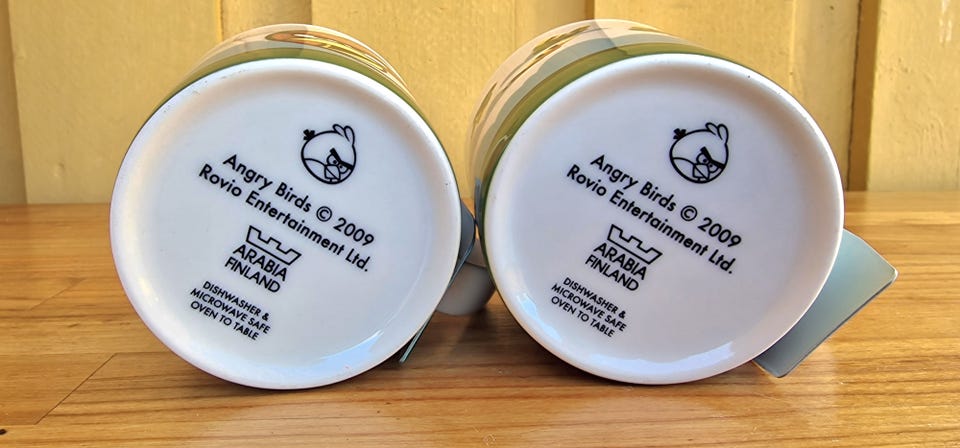 Angry Birds © 2009
Rovio Entertainment Ltd.
ARABIA
FINLAND
DISHWASHER &
MICROWAVE SAFE
OVEN TO TABLE
Angry Birds © 2009
Rovio Entertainment Ltd.
ARABIA
FINLAND
DISHWASHER &
MICROWAVE SAFE
OVEN TO TABLE